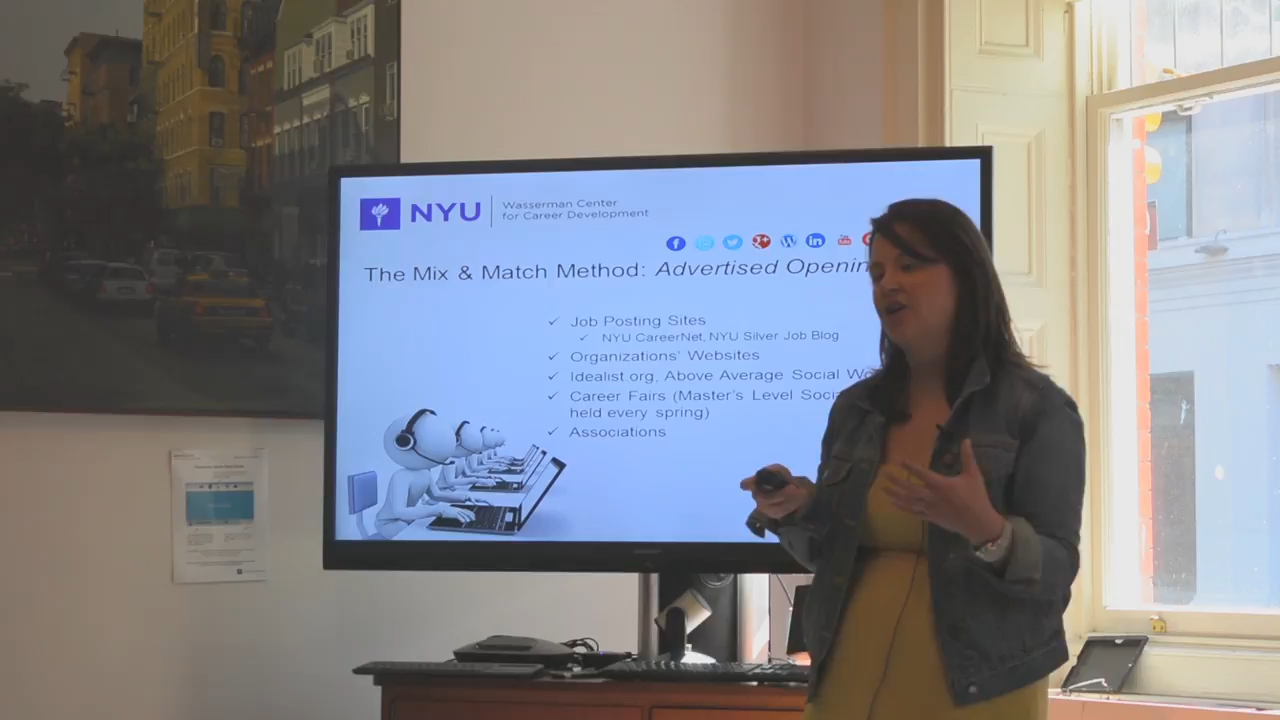 NYU
Wasserman Center
for Career Development
The Mix & Match Method: Advertised
✓ Job Posting Sites
✓ NYU CareerNet, NYU Silver Job Blog
✓ Organizations' Websites
✓ Idealist.org, Above Average Social
✓ Career Fairs (Master's Level
held every spring)
✓ Associations